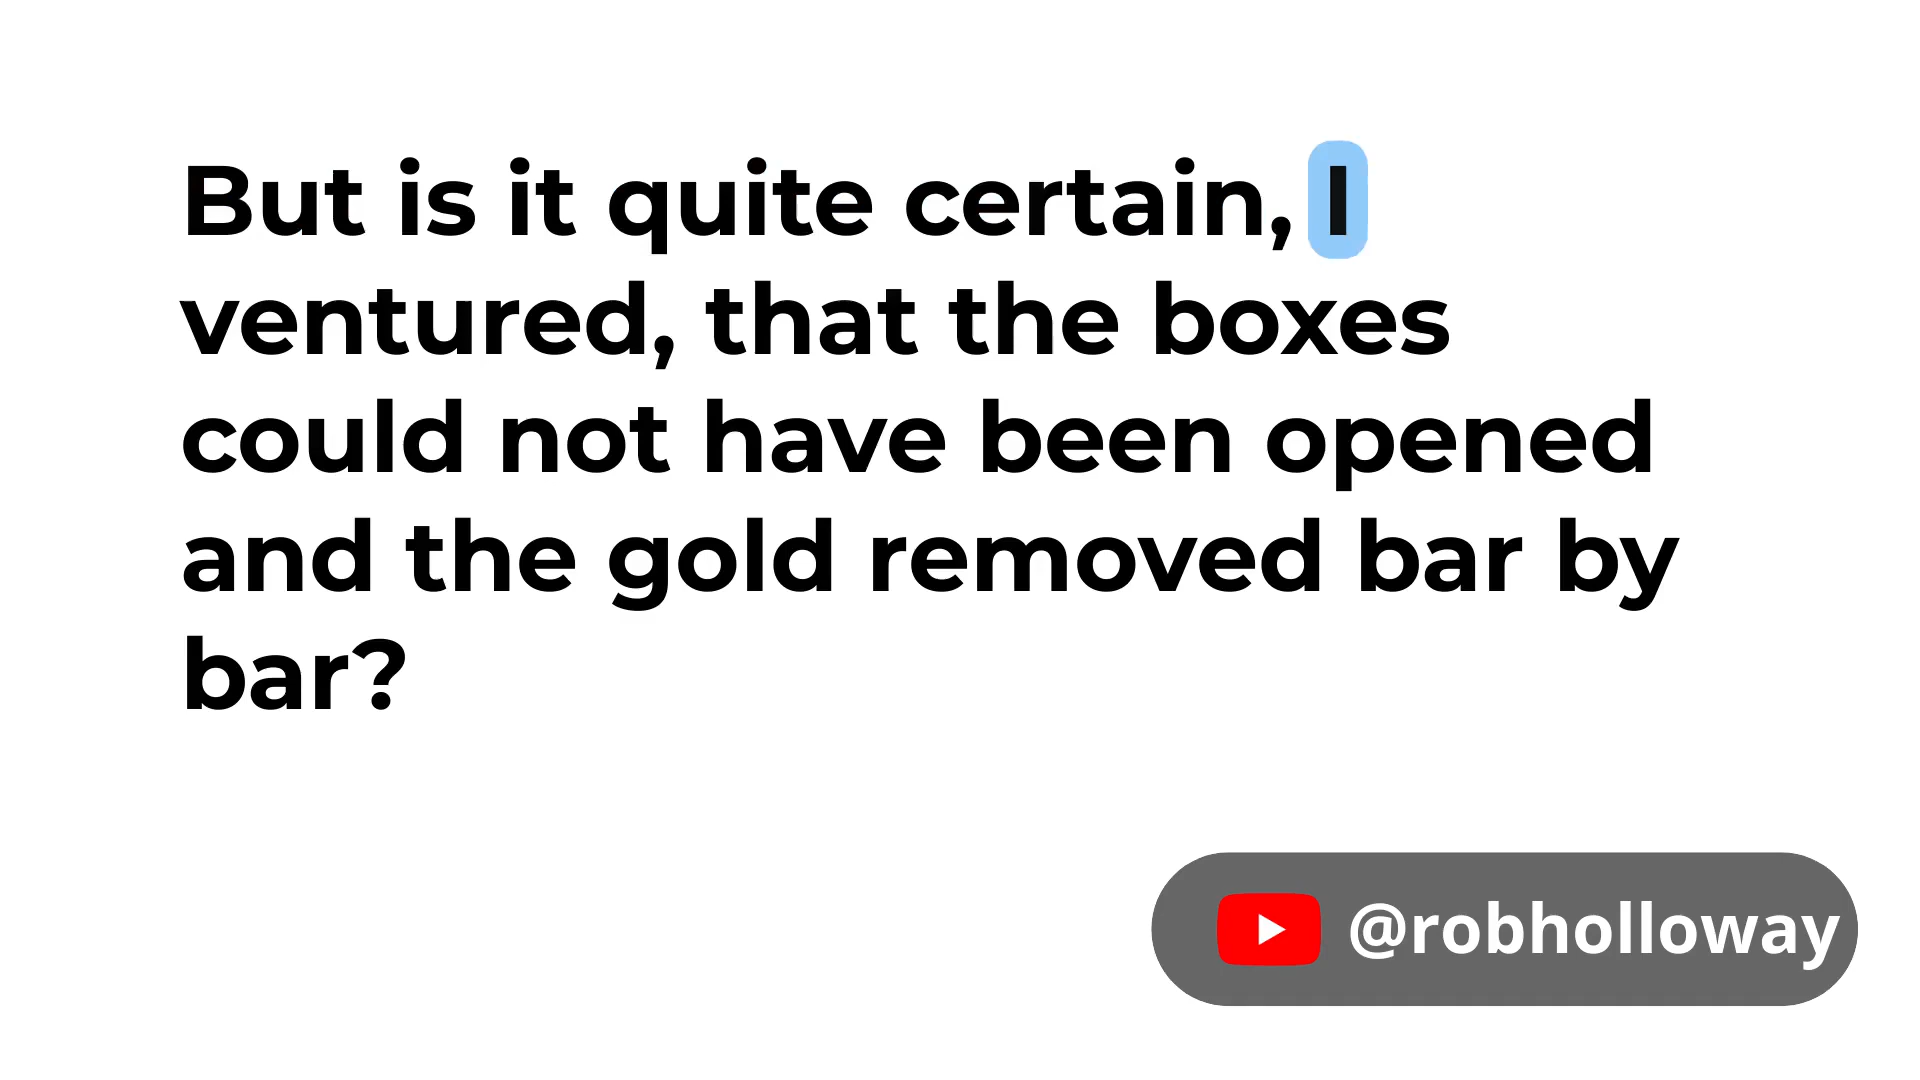 But is it quite certain, I
ventured, that the boxes
could not have been opened
and the gold removed bar by
bar?
@robholloway